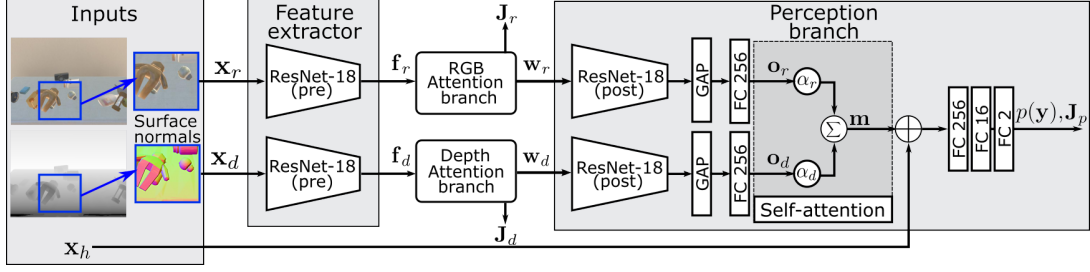 Inputs
Feature
extractor
Perception
branch
J_r
x_r
ResNet-18
(pre)
f_r
RGB
Attention
branch
w_r
ResNet-18
(post)
GAP
FC 256
o_r
α_r
Surface
normals
Σ
m
FC 256
FC 16
FC 2
p(y), J_p
x_d
ResNet-18
(pre)
f_d
Depth
Attention
branch
w_d
ResNet-18
(post)
GAP
FC 256
o_d
α_d
Self-attention
J_d
x_h